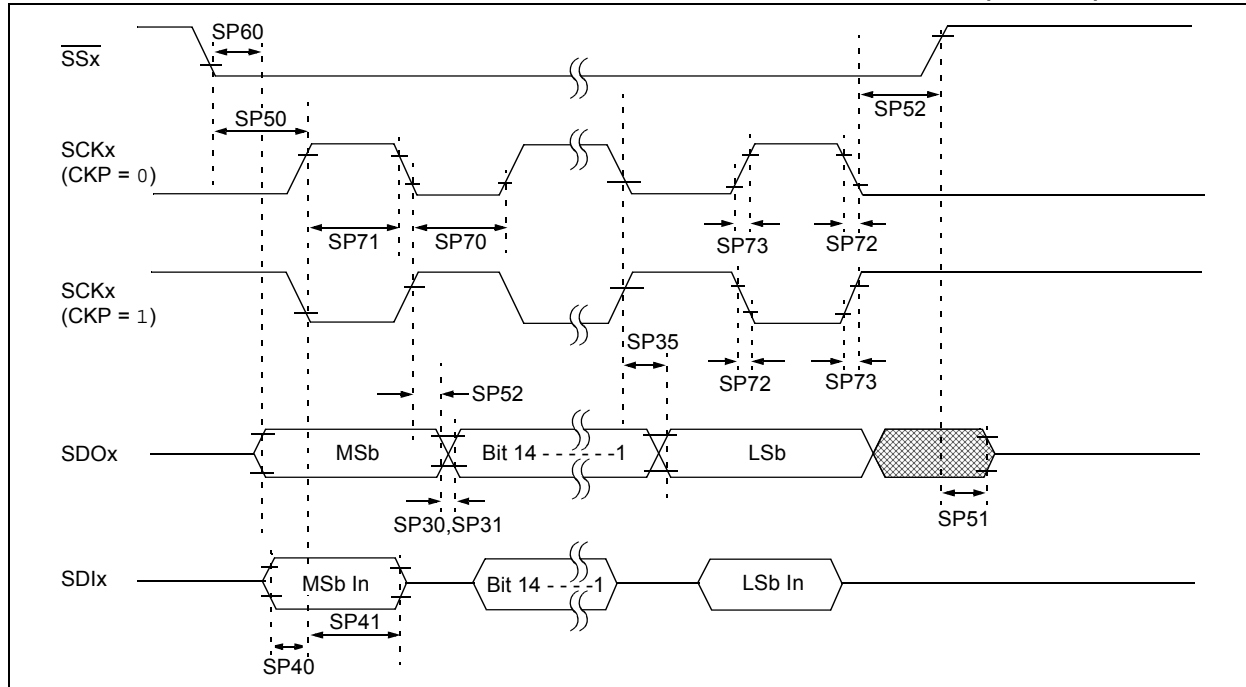 SP60
SSx
SP52
SP50
SCKx
(CKP = 0)
SP71
SP70
SP73
SP72
SCKx
(CKP = 1)
SP35
SP72
SP73
SP52
SDOx
MSb
Bit 14 - - - - - -1
LSb
SP30,SP31
SP51
SDIx
MSb In
Bit 14 - - - -1
LSb In
SP41
SP40